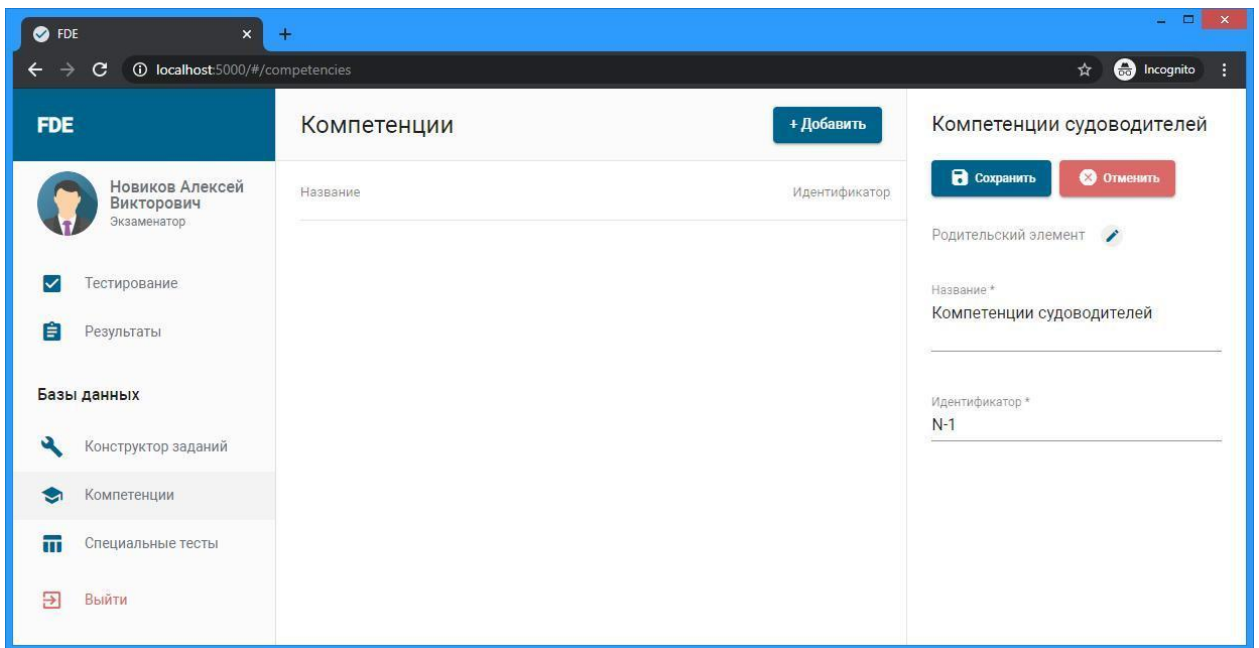 FDE
localhost:5000/#/competencies
Incognito
FDE
Новиков Алексей
Викторович
Экзаменатор
Тестирование
Результаты
Базы данных
Конструктор заданий
Компетенции
Специальные тесты
Выйти
Компетенции
+ Добавить
Название
Идентификатор
Компетенции судоводителей
Сохранить
Отменить
Родительский элемент
Название *
Компетенции судоводителей
Идентификатор *
N-1